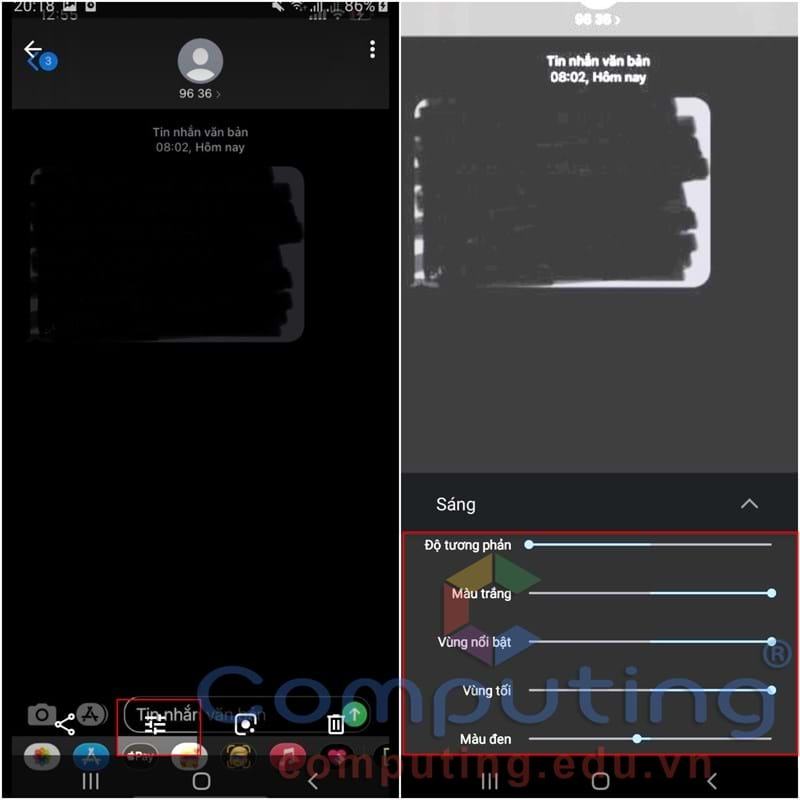 20:18
86%
12:55
3
96 36 >
Tin nhắn văn bản
08:02, Hôm nay
Tin nhắn văn bản
Pay
96 36 >
Tin nhắn văn bản
08:02, Hôm nay
Sáng
Độ tương phản
Màu trắng
Vùng nổi bật
Vùng tối
Màu đen
Computing ®
computing.edu.vn